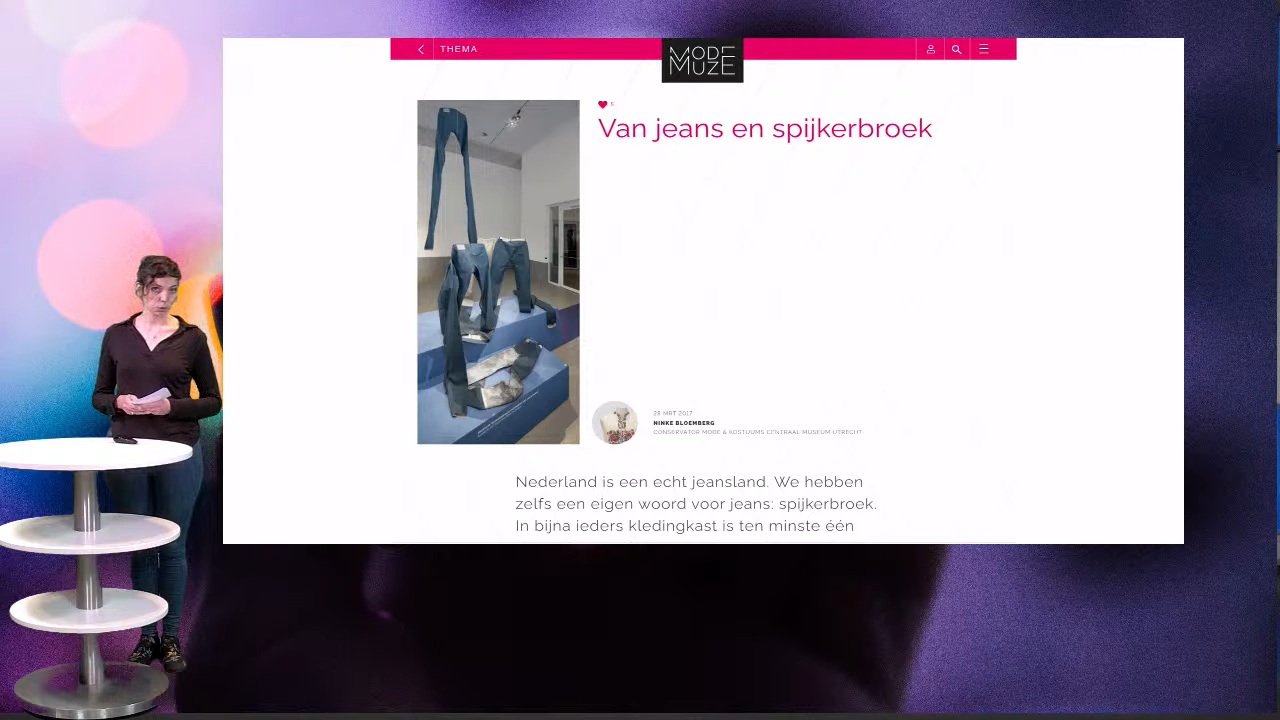 THEMA
MODE
MUZE
5
Van jeans en spijkerbroek
28 MRT 2017
NINKE BLOEMBERG
CONSERVATOR MODE & KOSTUUMS CENTRAAL MUSEUM UTRECHT
Nederland is een echt jeansland. We hebben
zelfs een eigen woord voor jeans: spijkerbroek.
In bijna ieders kledingkast is ten minste één